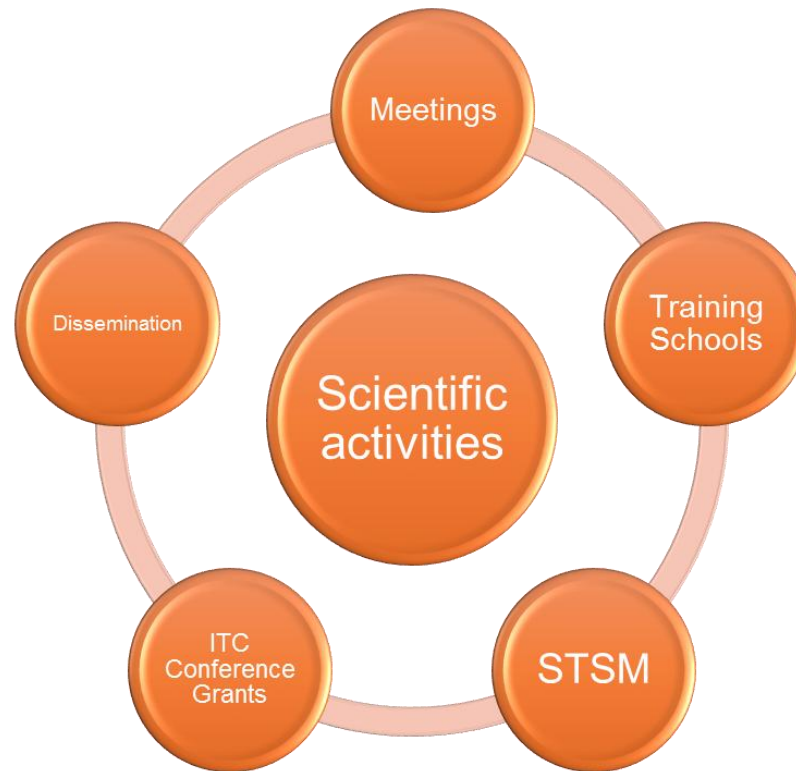 Meetings
Training
Schools
STSM
ITC
Conference
Grants
Dissemination
Scientific
activities